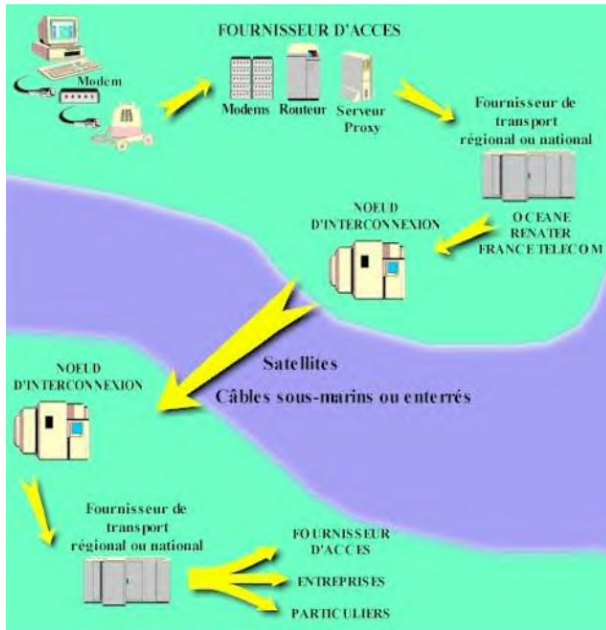 FOURNISSEUR D'ACCES
Modem
Modems
Routeur
Serveur
Proxy
Fournisseur de
transport
régional ou national
OCEANE
RENATER
FRANCE TELECOM
NOEUD
D'INTERCONNEXION
Satellites
Câbles sous-marins ou enterrés
NOEUD
D'INTERCONNEXION
Fournisseur de
transport
régional ou national
FOURNISSEUR
D'ACCES
ENTREPRISES
PARTICULIERS